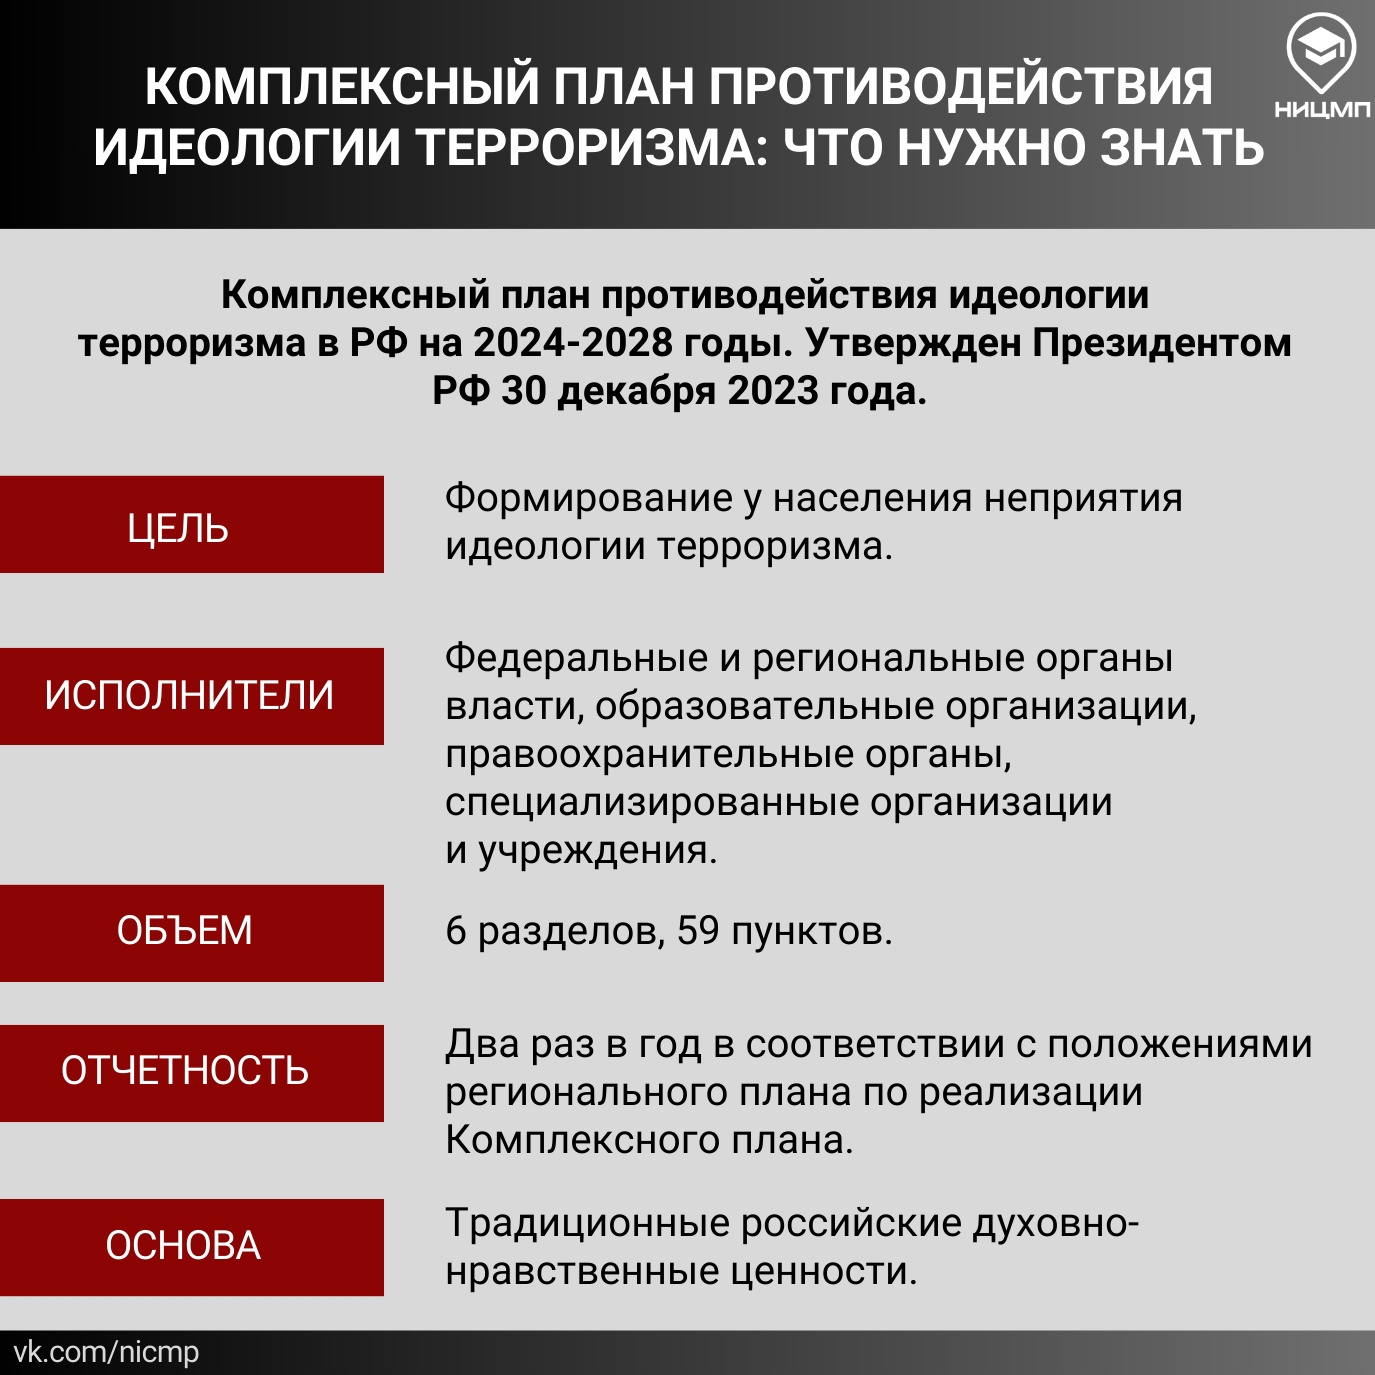 НИЦМП
КОМПЛЕКСНЫЙ ПЛАН ПРОТИВОДЕЙСТВИЯ
ИДЕОЛОГИИ ТЕРРОРИЗМА: ЧТО НУЖНО ЗНАТЬ
Комплексный план противодействия идеологии
терроризма в РФ на 2024-2028 годы. Утвержден Президентом
РФ 30 декабря 2023 года.
ЦЕЛЬ
Формирование у населения неприятия
идеологии терроризма.
ИСПОЛНИТЕЛИ
Федеральные и региональные органы
власти, образовательные организации,
правоохранительные органы,
специализированные организации
и учреждения.
ОБЪЕМ
6 разделов, 59 пунктов.
ОТЧЕТНОСТЬ
Два раз в год в соответствии с положениями
регионального плана по реализации
Комплексного плана.
ОСНОВА
Традиционные российские духовно-
нравственные ценности.
vk.com/nicmp